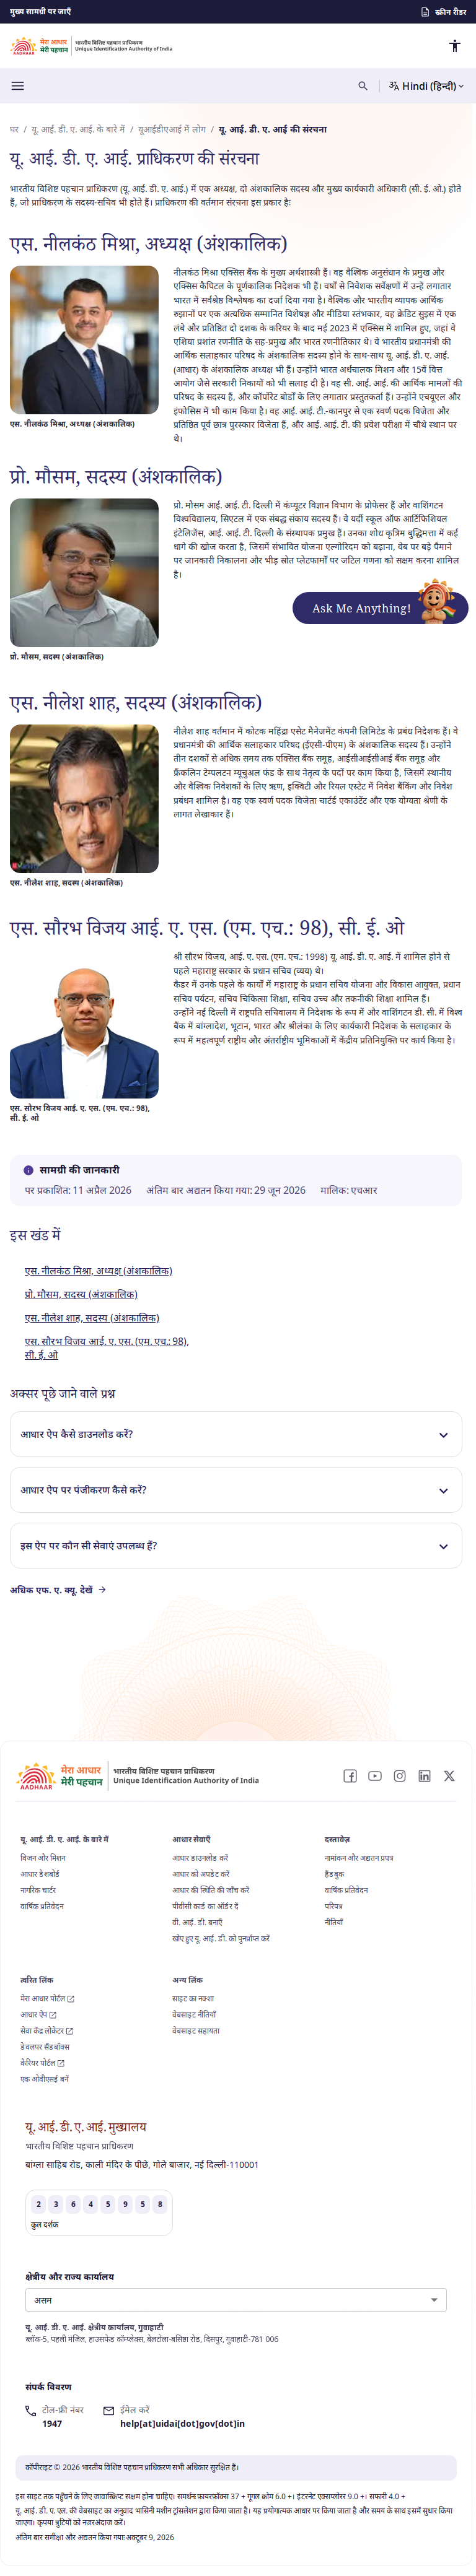 मुख्य सामग्री पर जाएँ
स्क्रीन रीडर
मेरा आधार
मेरी पहचान
AADHAAR
भारतीय विशिष्ट पहचान प्राधिकरण
Unique Identification Authority of India
Hindi (हिन्दी)
घर / यू. आई. डी. ए. आई. के बारे में / यूआईडीएआई में लोग / यू. आई. डी. ए. आई की संरचना
यू. आई. डी. ए. आई. प्राधिकरण की संरचना
भारतीय विशिष्ट पहचान प्राधिकरण (यू. आई. डी. ए. आई.) में एक अध्यक्ष, दो अंशकालिक सदस्य और मुख्य कार्यकारी अधिकारी (सी. ई. ओ.) होते
हैं, जो प्राधिकरण के सदस्य-सचिव भी होते हैं। प्राधिकरण की वर्तमान संरचना इस प्रकार है:
एस. नीलकंठ मिश्रा, अध्यक्ष (अंशकालिक)
नीलकंठ मिश्रा एक्सिस बैंक के मुख्य अर्थशास्त्री हैं। वह वैश्विक अनुसंधान के प्रमुख और
एक्सिस कैपिटल के पूर्णकालिक निदेशक भी हैं। वर्षों से निवेशक सर्वेक्षणों में उन्हें लगातार
भारत में सर्वश्रेष्ठ विश्लेषक का दर्जा दिया गया है। वैश्विक और भारतीय व्यापक आर्थिक
रुझानों पर एक अत्यधिक सम्मानित विशेषज्ञ और मीडिया स्तंभकार, वह क्रेडिट सुइस में एक
लंबे और प्रतिष्ठित दो दशक के करियर के बाद मई 2023 में एक्सिस में शामिल हुए, जहां वे
एशिया प्रशांत रणनीति के सह-प्रमुख और भारत रणनीतिकार थे। वे भारतीय प्रधानमंत्री की
आर्थिक सलाहकार परिषद के अंशकालिक सदस्य होने के साथ-साथ यू. आई. डी. ए. आई.
(आधार) के अंशकालिक अध्यक्ष भी हैं। उन्होंने भारत अर्थचालक मिशन और 15वें वित्त
आयोग जैसे सरकारी निकायों को भी सलाह दी है। वह सी. आई. आई. की आर्थिक मामलों की
परिषद के सदस्य हैं, और कॉर्पोरेट बोर्डों के लिए लगातार प्रस्तुतकर्ता हैं। उन्होंने एचयूएल और
इंफोसिस में भी काम किया है। वह आई. आई. टी.-कानपुर से एक स्वर्ण पदक विजेता और
प्रतिष्ठित पूर्व छात्र पुरस्कार विजेता हैं, और आई. आई. टी. की प्रवेश परीक्षा में चौथे स्थान पर
थे।
एस. नीलकंठ मिश्रा, अध्यक्ष (अंशकालिक)
प्रो. मौसम, सदस्य (अंशकालिक)
प्रो. मौसम आई. आई. टी. दिल्ली में कंप्यूटर विज्ञान विभाग के प्रोफेसर हैं और वाशिंगटन
विश्वविद्यालय, सिएटल में एक संबद्ध संकाय सदस्य हैं। वे यर्दी स्कूल ऑफ आर्टिफिशियल
इंटेलिजेंस, आई. आई. टी. दिल्ली के संस्थापक प्रमुख हैं। उनका शोध कृत्रिम बुद्धिमत्ता में कई
धागे की खोज करता है, जिसमें संभावित योजना एल्गोरिदम को बढ़ाना, वेब पर बड़े पैमाने
पर जानकारी निकालना और भीड़ स्रोत प्लेटफार्मों पर जटिल गणना को सक्षम करना शामिल
है।
Ask Me Anything!
प्रो. मौसम, सदस्य (अंशकालिक)
एस. नीलेश शाह, सदस्य (अंशकालिक)
नीलेश शाह वर्तमान में कोटक महिंद्रा एसेट मैनेजमेंट कंपनी लिमिटेड के प्रबंध निदेशक हैं। वे
प्रधानमंत्री की आर्थिक सलाहकार परिषद (ईएसी-पीएम) के अंशकालिक सदस्य हैं। उन्होंने
तीन दशकों से अधिक समय तक एक्सिस बैंक समूह, आईसीआईसीआई बैंक समूह और
फ्रैंकलिन टेम्पलटन म्यूचुअल फंड के साथ नेतृत्व के पदों पर काम किया है, जिसमें स्थानीय
और वैश्विक निवेशकों के लिए ऋण, इक्विटी और रियल एस्टेट में निवेश बैंकिंग और निवेश
प्रबंधन शामिल है। वह एक स्वर्ण पदक विजेता चार्टर्ड एकाउंटेंट और एक योग्यता श्रेणी के
लागत लेखाकार हैं।
एस. नीलेश शाह, सदस्य (अंशकालिक)
एस. सौरभ विजय आई. ए. एस. (एम. एच.: 98), सी. ई. ओ
श्री सौरभ विजय, आई. ए. एस. (एम. एच.: 1998) यू. आई. डी. ए. आई. में शामिल होने से
पहले महाराष्ट्र सरकार के प्रधान सचिव (व्यय) थे।
कैडर में उनके पहले के कार्यों में महाराष्ट्र के प्रधान सचिव योजना और विकास आयुक्त, प्रधान
सचिव पर्यटन, सचिव चिकित्सा शिक्षा, सचिव उच्च और तकनीकी शिक्षा शामिल हैं।
उन्होंने नई दिल्ली में राष्ट्रपति सचिवालय में निदेशक के रूप में और वाशिंगटन डी. सी. में विश्व
बैंक में बांग्लादेश, भूटान, भारत और श्रीलंका के लिए कार्यकारी निदेशक के सलाहकार के
रूप में महत्वपूर्ण राष्ट्रीय और अंतर्राष्ट्रीय भूमिकाओं में केंद्रीय प्रतिनियुक्ति पर कार्य किया है।
एस. सौरभ विजय आई. ए. एस. (एम. एच.: 98),
सी. ई. ओ
सामग्री की जानकारी
पर प्रकाशित: 11 अप्रैल 2026 अंतिम बार अद्यतन किया गया: 29 जून 2026 मालिक: एचआर
इस खंड में
एस. नीलकंठ मिश्रा, अध्यक्ष (अंशकालिक)
प्रो. मौसम, सदस्य (अंशकालिक)
एस. नीलेश शाह, सदस्य (अंशकालिक)
एस. सौरभ विजय आई. ए. एस. (एम. एच.: 98),
सी. ई. ओ
अक्सर पूछे जाने वाले प्रश्न
आधार ऐप कैसे डाउनलोड करें?
आधार ऐप पर पंजीकरण कैसे करें?
इस ऐप पर कौन सी सेवाएं उपलब्ध हैं?
अधिक एफ. ए. क्यू. देखें
मेरा आधार
मेरी पहचान
AADHAAR
भारतीय विशिष्ट पहचान प्राधिकरण
Unique Identification Authority of India
यू. आई. डी. ए. आई. के बारे में
विजन और मिशन
आधार डैशबोर्ड
नागरिक चार्टर
वार्षिक प्रतिवेदन
आधार सेवाएँ
आधार डाउनलोड करें
आधार को अपडेट करें
आधार की स्थिति की जाँच करें
पीवीसी कार्ड का ऑर्डर दें
वी. आई. डी. बनाएँ
खोए हुए यू. आई. डी. को पुनर्प्राप्त करें
दस्तावेज़
नामांकन और अद्यतन प्रपत्र
हैंडबुक
वार्षिक प्रतिवेदन
परिपत्र
नीतियाँ
त्वरित लिंक
मेरा आधार पोर्टल
आधार ऐप
सेवा केंद्र लोकेटर
डेवलपर सैंडबॉक्स
कैरियर पोर्टल
एक ओवीएसई बनें
अन्य लिंक
साइट का नक्शा
वेबसाइट नीतियाँ
वेबसाइट सहायता
यू. आई. डी. ए. आई. मुख्यालय
भारतीय विशिष्ट पहचान प्राधिकरण
बांग्ला साहिब रोड, काली मंदिर के पीछे, गोले बाजार, नई दिल्ली-110001
2 3 6 4 5 9 5 8
कुल दर्शक
क्षेत्रीय और राज्य कार्यालय
असम
यू. आई. डी. ए. आई. क्षेत्रीय कार्यालय, गुवाहाटी
ब्लॉक-5, पहली मंजिल, हाउसफेड कॉम्प्लेक्स, बेलटोला-बसिष्ठा रोड, दिसपुर, गुवाहाटी-781 006
संपर्क विवरण
टोल-फ्री नंबर
1947
ईमेल करें
help[at]uidai[dot]gov[dot]in
कॉपीराइट © 2026 भारतीय विशिष्ट पहचान प्राधिकरण सभी अधिकार सुरक्षित हैं।
इस साइट तक पहुँचने के लिए जावास्क्रिप्ट सक्षम होना चाहिए। समर्थन फ़ायरफ़ॉक्स 37 + गूगल क्रोम 6.0 +। इंटरनेट एक्सप्लोरर 9.0 +। सफारी 4.0 +
यू. आई. डी. ए. एल. की वेबसाइट का अनुवाद भाषिनी मशीन ट्रांसलेशन द्वारा किया जाता है। यह प्रयोगात्मक आधार पर किया जाता है और समय के साथ इसमें सुधार किया
जाएगा। कृपया त्रुटियों को नजरअंदाज करें।
अंतिम बार समीक्षा और अद्यतन किया गयाः अक्टूबर 9, 2026